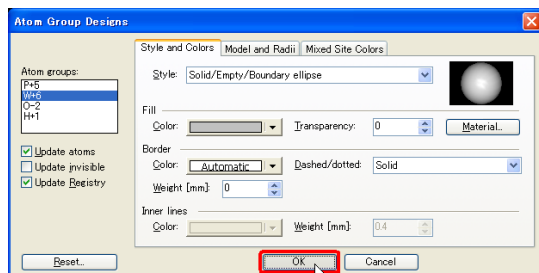 Atom Group Designs
Style and Colors Model and Radii Mixed Site Colors
Atom groups:
P+5
W+6
O-2
H+1
Update atoms
Update invisible
Update Registry
Style: Solid/Empty/Boundary ellipse
Fill
Color: Transparency: 0 Material...
Border
Color: Automatic Dashed/dotted: Solid
Weight [mm]: 0
Inner lines
Color: Weight [mm]: 0.4
Reset... OK Cancel